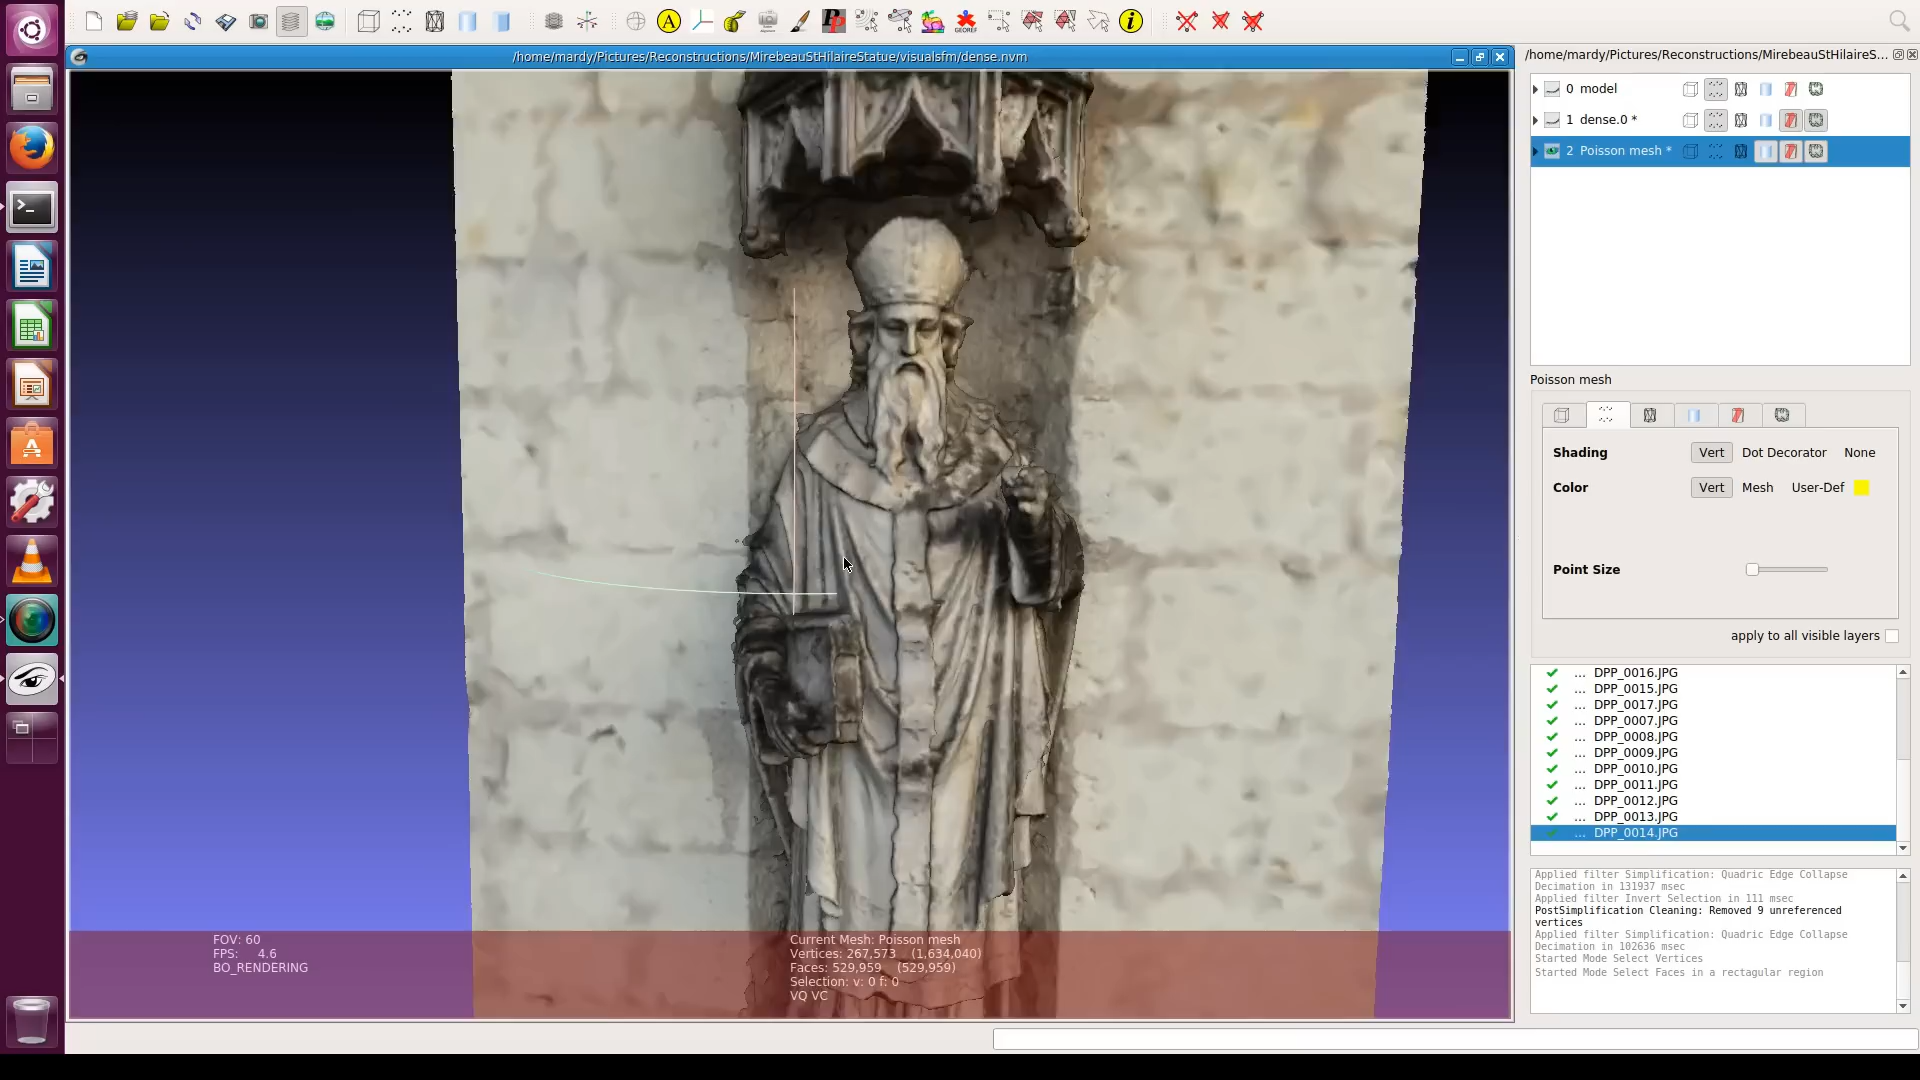 /home/mardy/Pictures/Reconstructions/MirebeauStHilaireStatue/visualsfm/dense.nvm
/home/mardy/Pictures/Reconstructions/MirebeauStHilaireS...
A
Pp
GEOREF
i
0 model
1 dense.0 *
2 Poisson mesh *
Poisson mesh
Shading Vert Dot Decorator None
Color Vert Mesh User-Def
Point Size
apply to all visible layers
... DPP_0016.JPG
... DPP_0015.JPG
... DPP_0017.JPG
... DPP_0007.JPG
... DPP_0008.JPG
... DPP_0009.JPG
... DPP_0010.JPG
... DPP_0011.JPG
... DPP_0012.JPG
... DPP_0013.JPG
... DPP_0014.JPG
Applied filter Simplification: Quadric Edge Collapse
Decimation in 131937 msec
Applied filter Invert Selection in 111 msec
PostSimplification Cleaning: Removed 9 unreferenced
vertices
Applied filter Simplification: Quadric Edge Collapse
Decimation in 102636 msec
Started Mode Select Vertices
Started Mode Select Faces in a rectagular region
FOV: 60
FPS: 4.6
BO_RENDERING
Current Mesh: Poisson mesh
Vertices: 267,573 (1,634,040)
Faces: 529,959 (529,959)
Selection: v: 0 f: 0
VQ VC